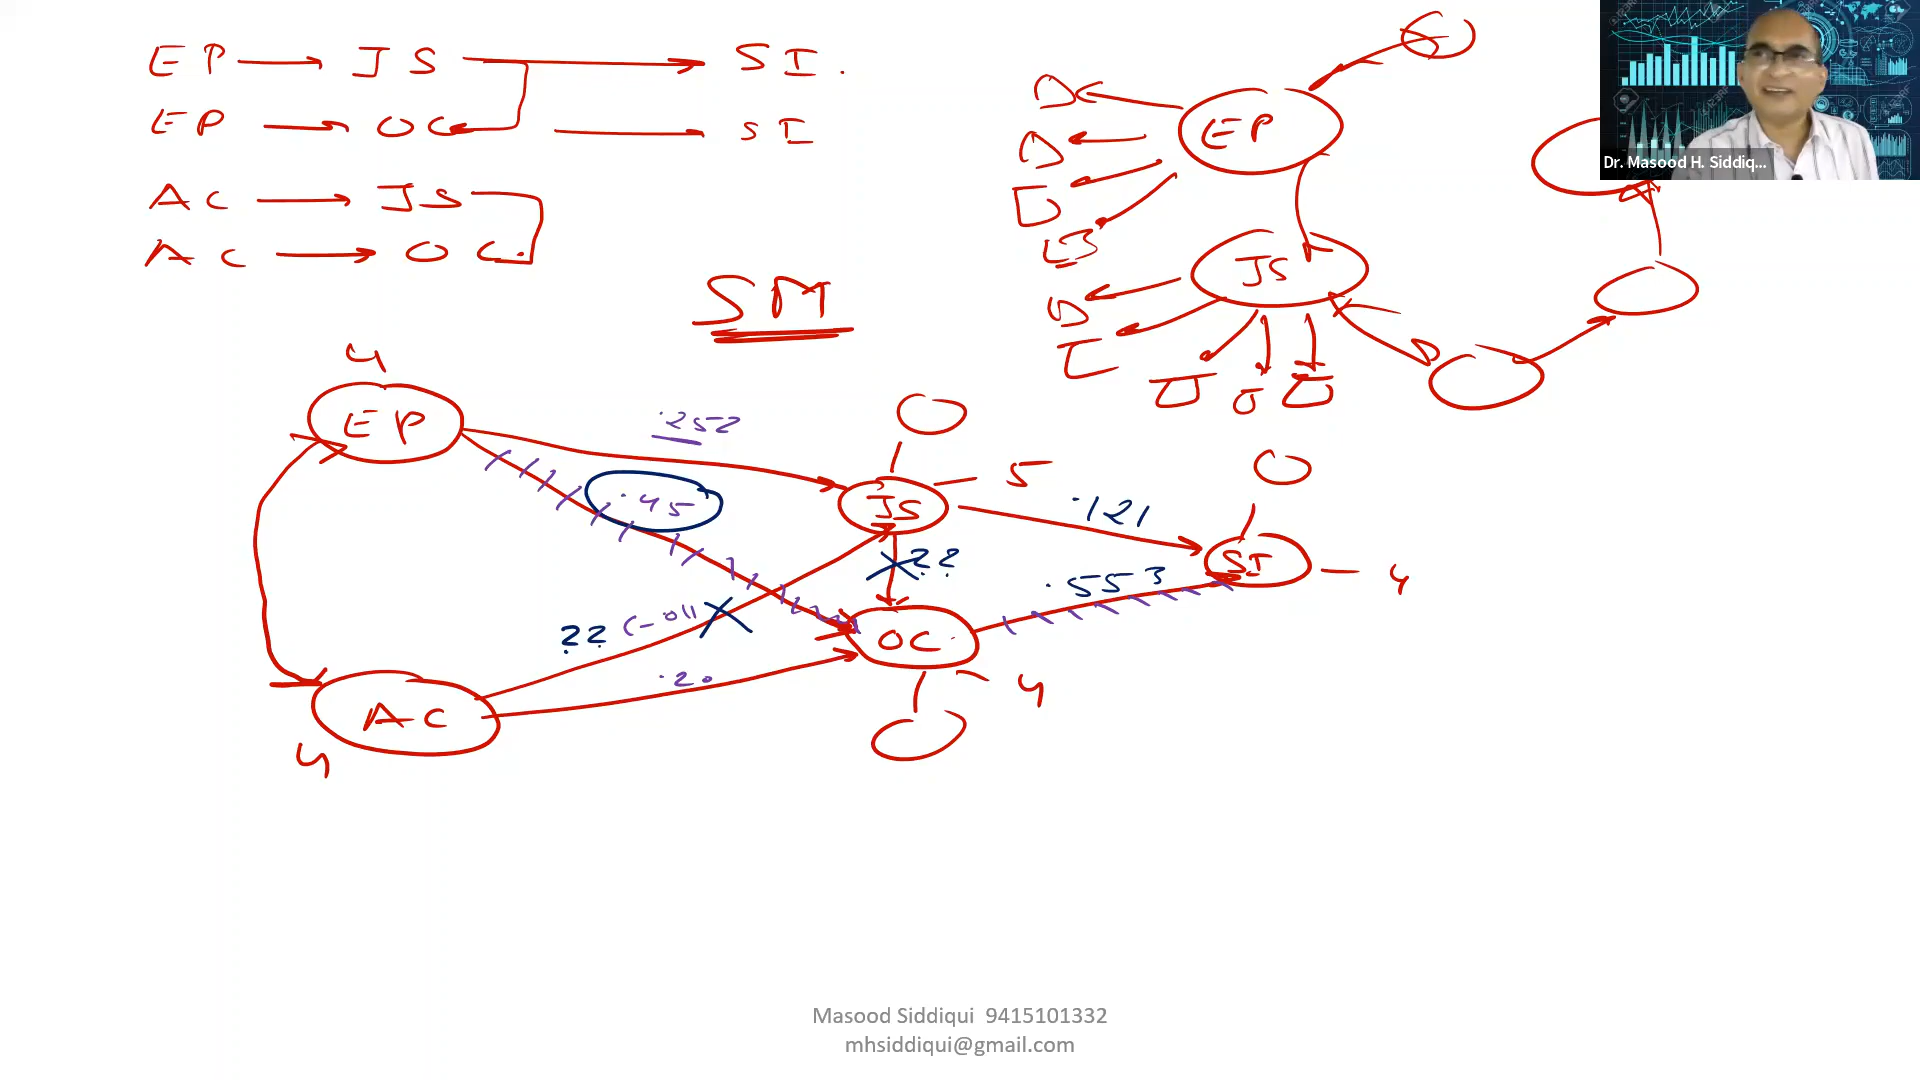 EP → JS → SI.
EP → OC → SI
AC → JS
AC → OC.
SM
EP
JS
Dr. Masood H. Siddiq...
4
EP
.252
.45
JS
5
.121
SI
4
??
.553
OC
4
?? (-.011
.20
AC
4
Masood Siddiqui 9415101332
mhsiddiqui@gmail.com